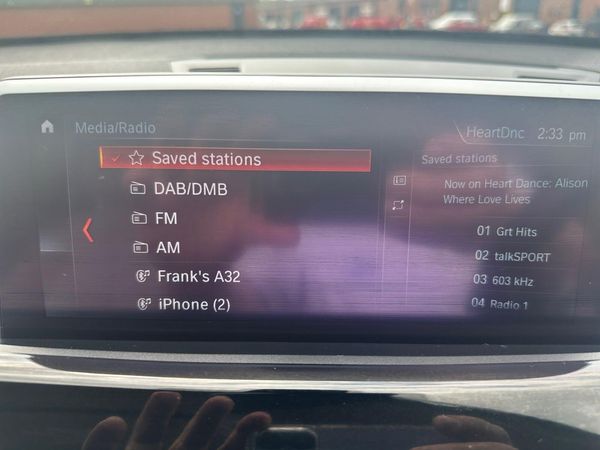 Media/Radio
HeartDnc 2:33 pm
Saved stations
DAB/DMB
FM
AM
Frank's A32
iPhone (2)
Saved stations
Now on Heart Dance: Alison
Where Love Lives
01 Grt Hits
02 talkSPORT
03 603 kHz
04 Radio 1